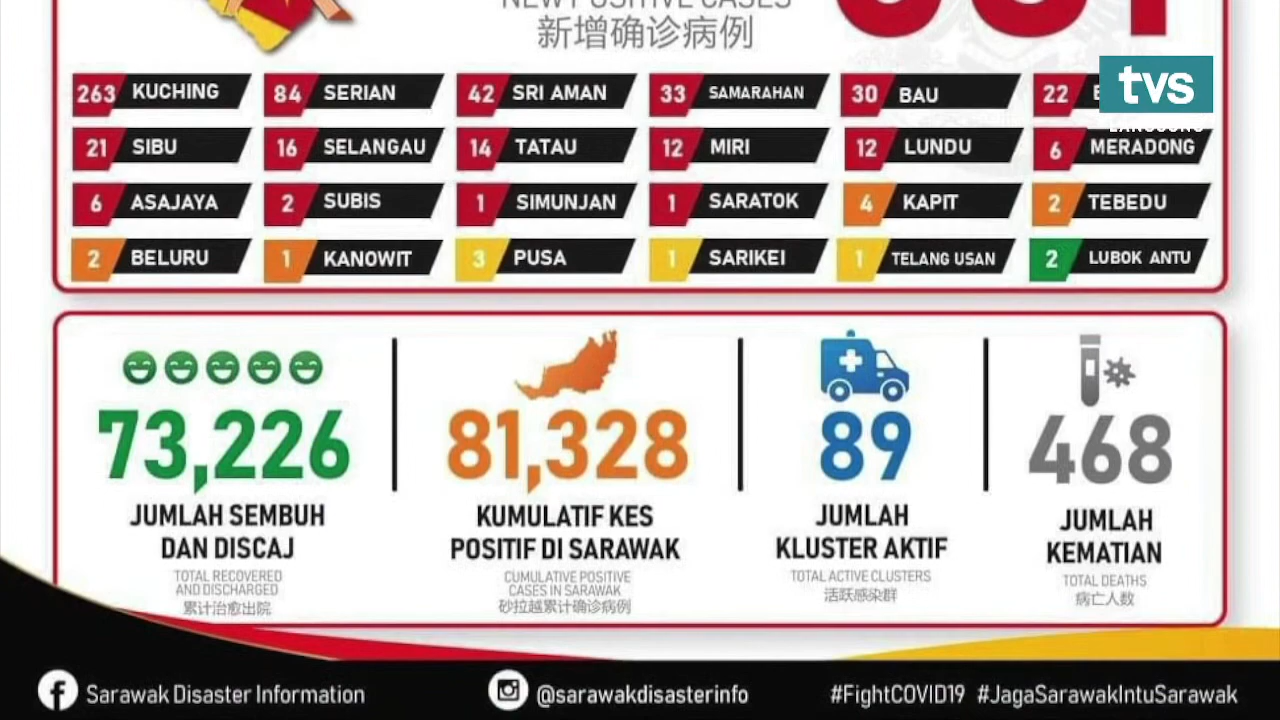 NEW POSITIVE CASES
新增确诊病例
tvs
LANGSUNG
263 KUCHING 84 SERIAN 42 SRI AMAN 33 SAMARAHAN 30 BAU 22
21 SIBU 16 SELANGAU 14 TATAU 12 MIRI 12 LUNDU 6 MERADONG
6 ASAJAYA 2 SUBIS 1 SIMUNJAN 1 SARATOK 4 KAPIT 2 TEBEDU
2 BELURU 1 KANOWIT 3 PUSA 1 SARIKEI 1 TELANG USAN 2 LUBOK ANTU
73,226
JUMLAH SEMBUH
DAN DISCAJ
TOTAL RECOVERED
AND DISCHARGED
累计治愈出院
81,328
KUMULATIF KES
POSITIF DI SARAWAK
CUMULATIVE POSITIVE
CASES IN SARAWAK
砂拉越累计确诊病例
89
JUMLAH
KLUSTER AKTIF
TOTAL ACTIVE CLUSTERS
活跃感染群
468
JUMLAH
KEMATIAN
TOTAL DEATHS
病亡人数
Sarawak Disaster Information @sarawakdisasterinfo #FightCOVID19 #JagaSarawakIntuSarawak